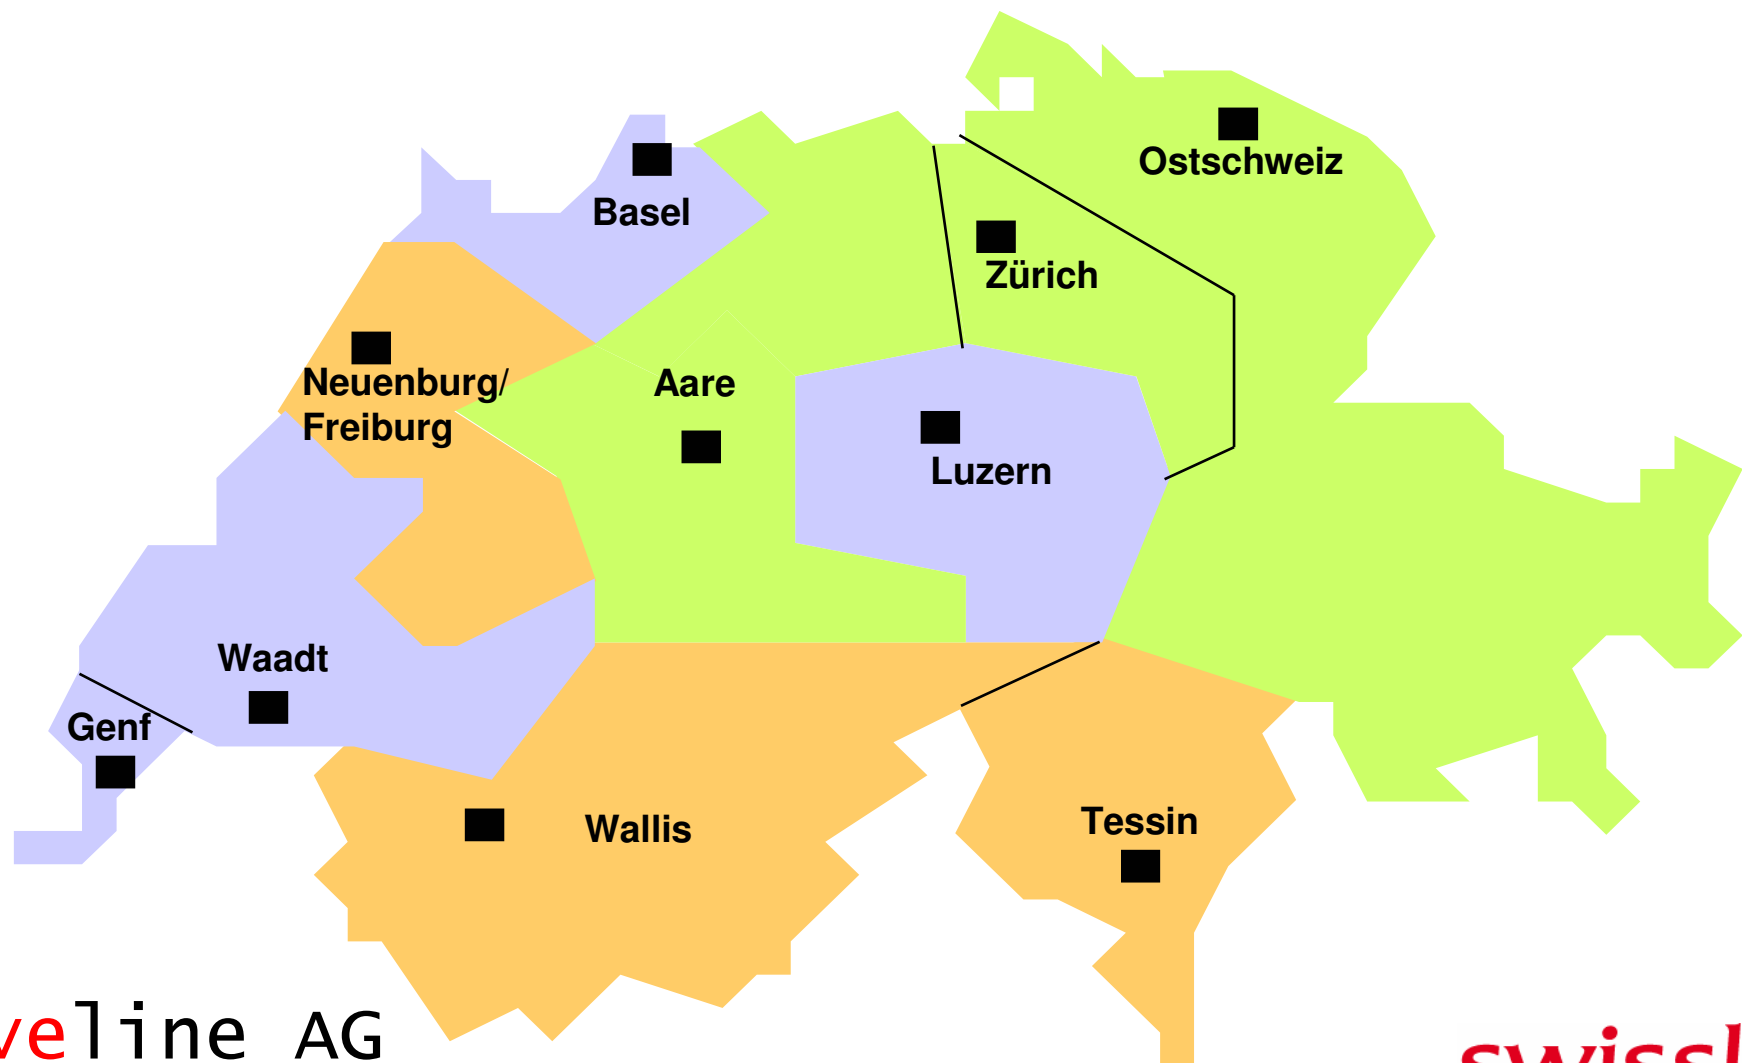 Ostschweiz
Basel
Zürich
Neuenburg/
Freiburg
Aare
Luzern
Waadt
Genf
Wallis
Tessin
veline AG